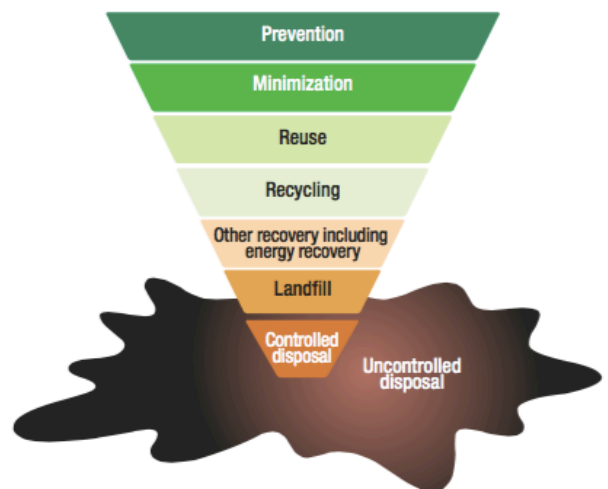 Prevention
Minimization
Reuse
Recycling
Other recovery including
energy recovery
Landfill
Controlled
disposal
Uncontrolled
disposal